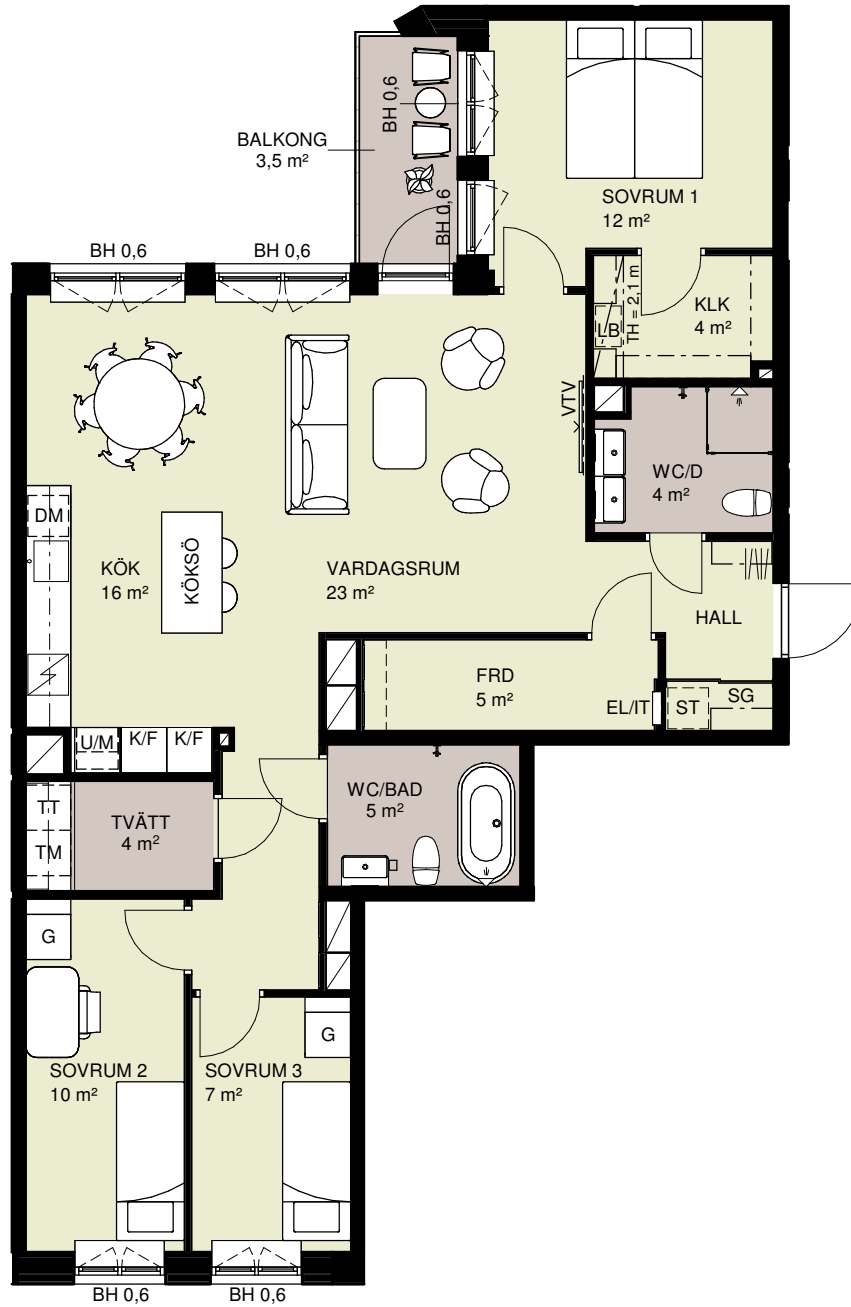 BALKONG
3,5 m²
BH 0,6
BH 0,6
SOVRUM 1
12 m²
BH 0,6
BH 0,6
LB
TH = 2,1 m
KLK
4 m²
VTV
WC/D
4 m²
DM
KÖK
16 m²
KÖKSÖ
VARDAGSRUM
23 m²
HALL
FRD
5 m²
EL/IT
ST
SG
U/M
K/F
K/F
TT
TM
TVÄTT
4 m²
WC/BAD
5 m²
G
G
SOVRUM 2
10 m²
SOVRUM 3
7 m²
BH 0,6
BH 0,6